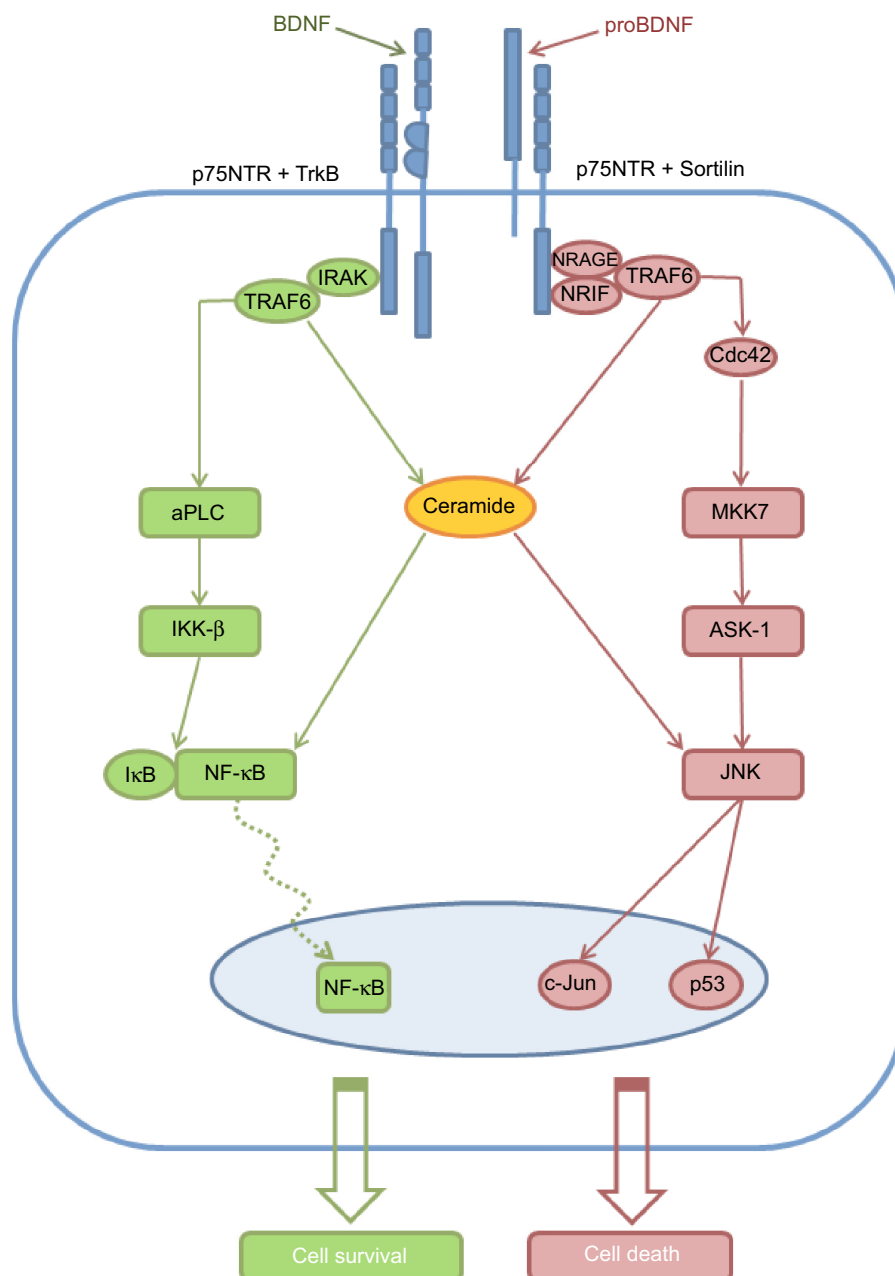 BDNF
proBDNF
p75NTR + TrkB
p75NTR + Sortilin
IRAK
TRAF6
NRAGE
NRIF
TRAF6
Cdc42
aPLC
Ceramide
MKK7
IKK-β
ASK-1
IκB
NF-κB
JNK
NF-κB
c-Jun
p53
Cell survival
Cell death